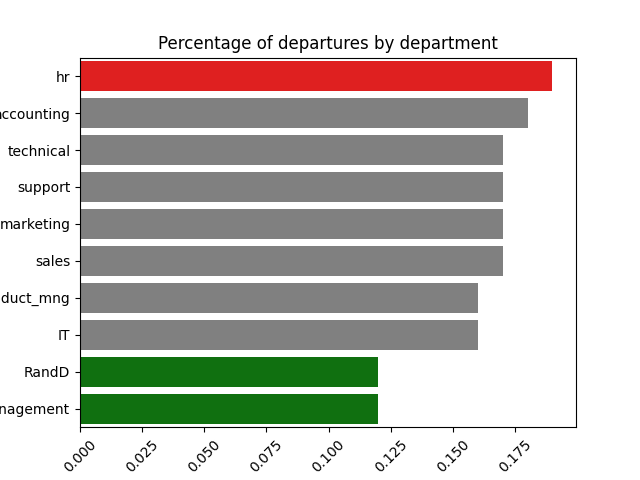 Percentage of departures by department
hr
accounting
technical
support
marketing
sales
duct_mng
IT
RandD
nagement
0.000 0.025 0.050 0.075 0.100 0.125 0.150 0.175